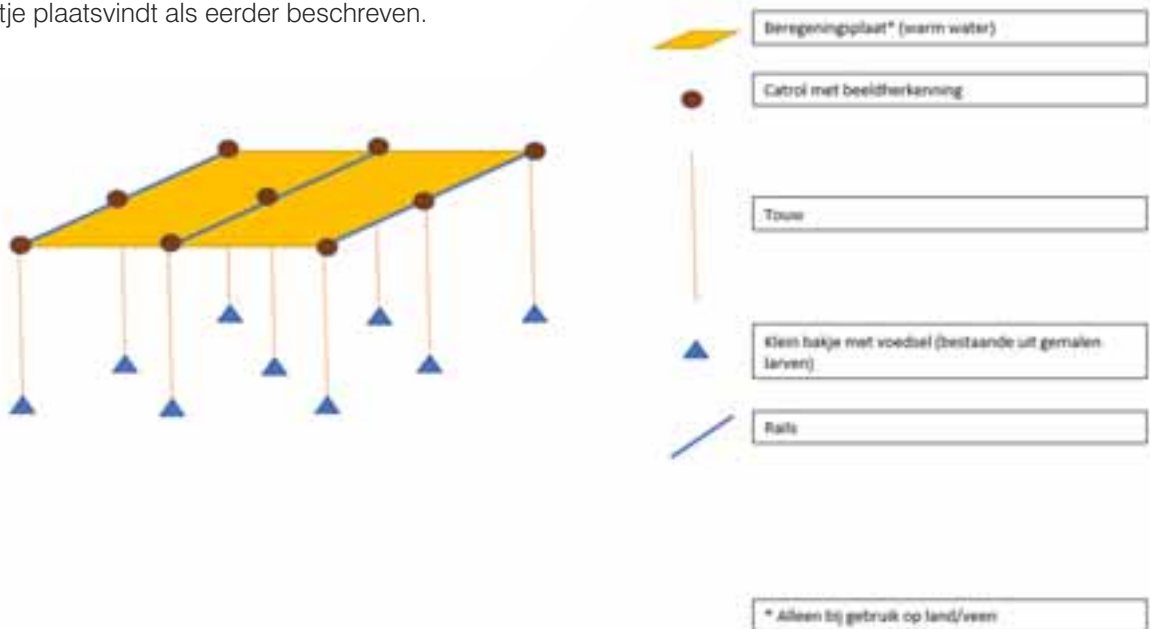 tje plaatsvindt als eerder beschreven.
Beregeningsplaat* (warm water)
Catrol met beeldherkenning
Touw
Klein bakje met voedsel (bestaande uit gemalen
larven)
Rails
* Alleen bij gebruik op land/veen